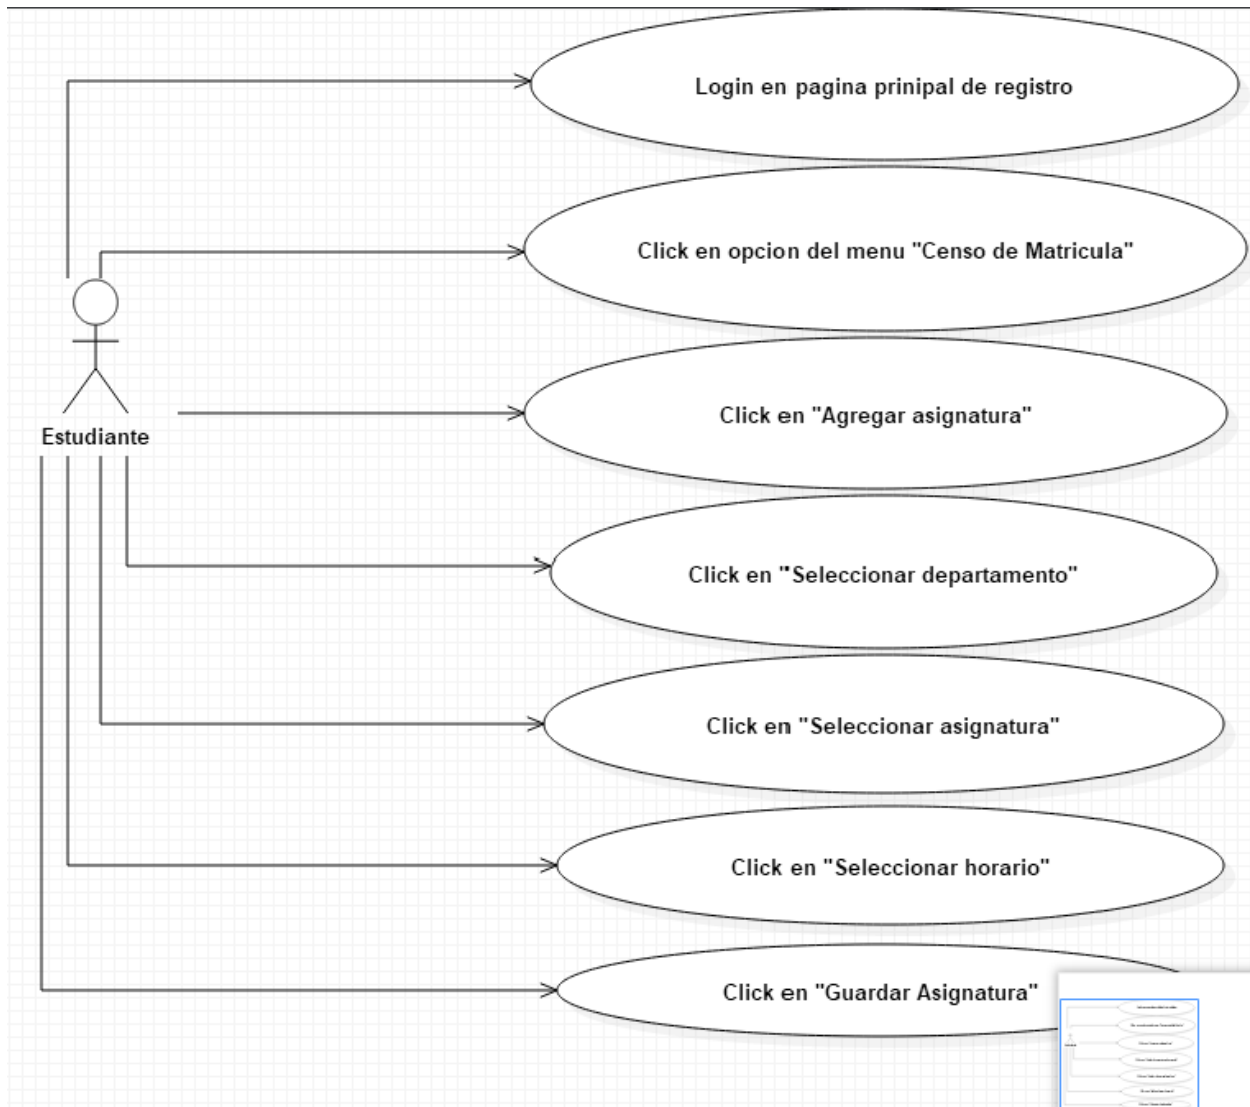 Login en pagina prinipal de registro
Click en opcion del menu "Censo de Matricula"
Click en "Agregar asignatura"
Estudiante
Click en "Seleccionar departamento"
Click en "Seleccionar asignatura"
Click en "Seleccionar horario"
Click en "Guardar Asignatura"